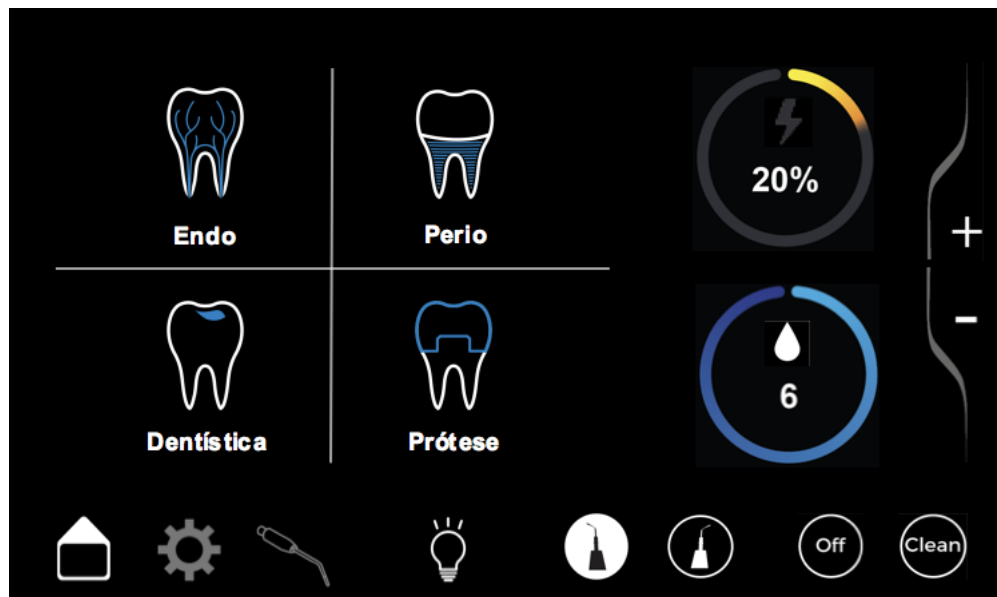 Endo
Perio
20%
+
-
Dentística
Prótese
6
Off
Clean